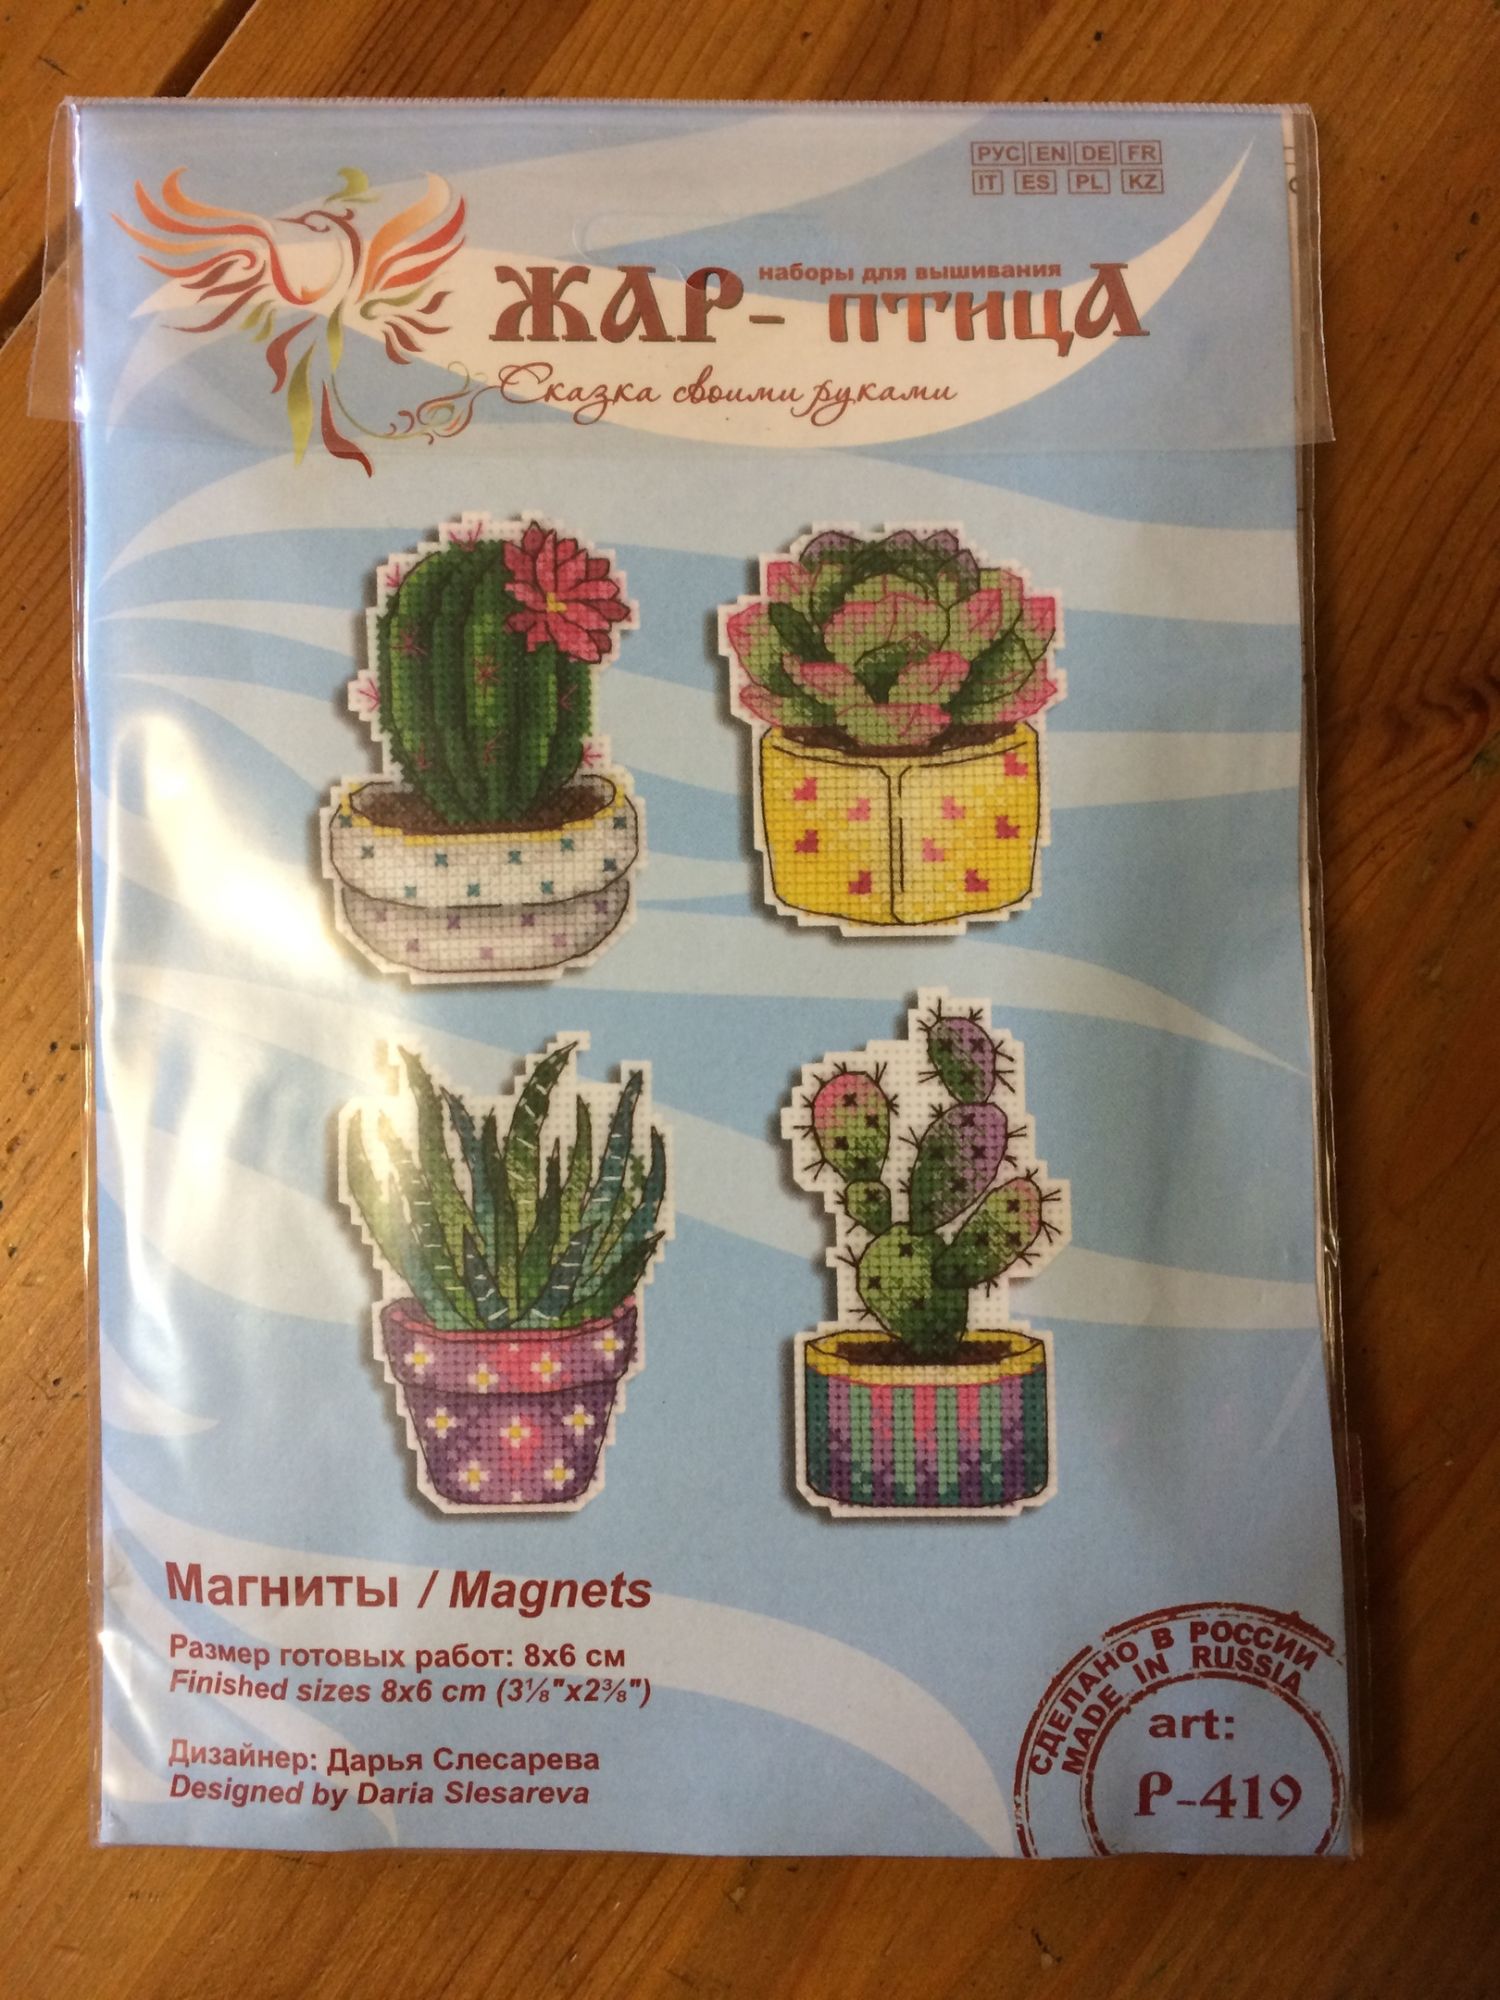 РУС EN DE FR
IT ES PL KZ
наборы для вышивания
ЖАР-ПТИЦА
Сказка своими руками
Магниты / Magnets
Размер готовых работ: 8х6 см
Finished sizes 8x6 cm (3⅛"x2⅜")
Дизайнер: Дарья Слесарева
Designed by Daria Slesareva
СДЕЛАНО В РОССИИ
MADE IN RUSSIA
art:
P-419